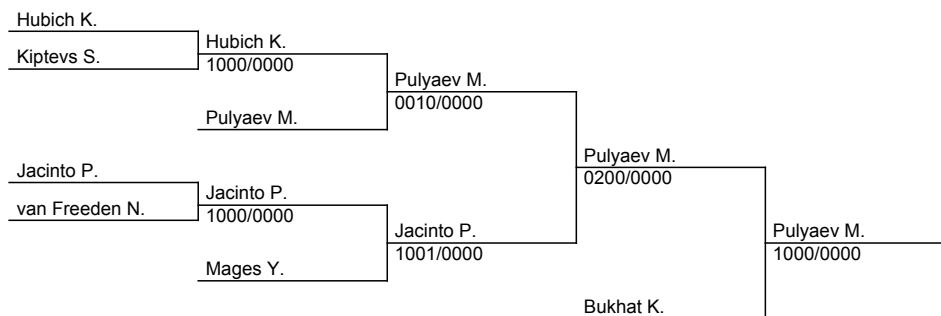 Hubich K.
Kiptevs S.
Hubich K.
1000/0000
Pulyaev M.
Pulyaev M.
0010/0000
Jacinto P.
van Freeden N.
Jacinto P.
1000/0000
Mages Y.
Jacinto P.
1001/0000
Pulyaev M.
0200/0000
Bukhat K.
Pulyaev M.
1000/0000